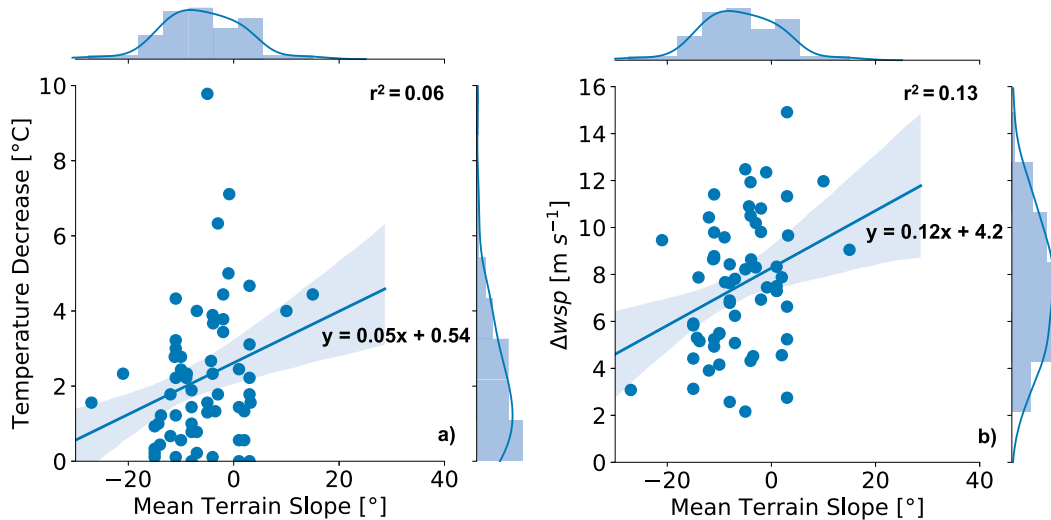 10
8
6
4
2
0
Temperature Decrease [°C]
r² = 0.06
y = 0.05x + 0.54
a)
−20
0
20
40
Mean Terrain Slope [°]
16
14
12
10
8
6
4
2
0
Δwsp [m s⁻¹]
r² = 0.13
y = 0.12x + 4.2
b)
−20
0
20
40
Mean Terrain Slope [°]